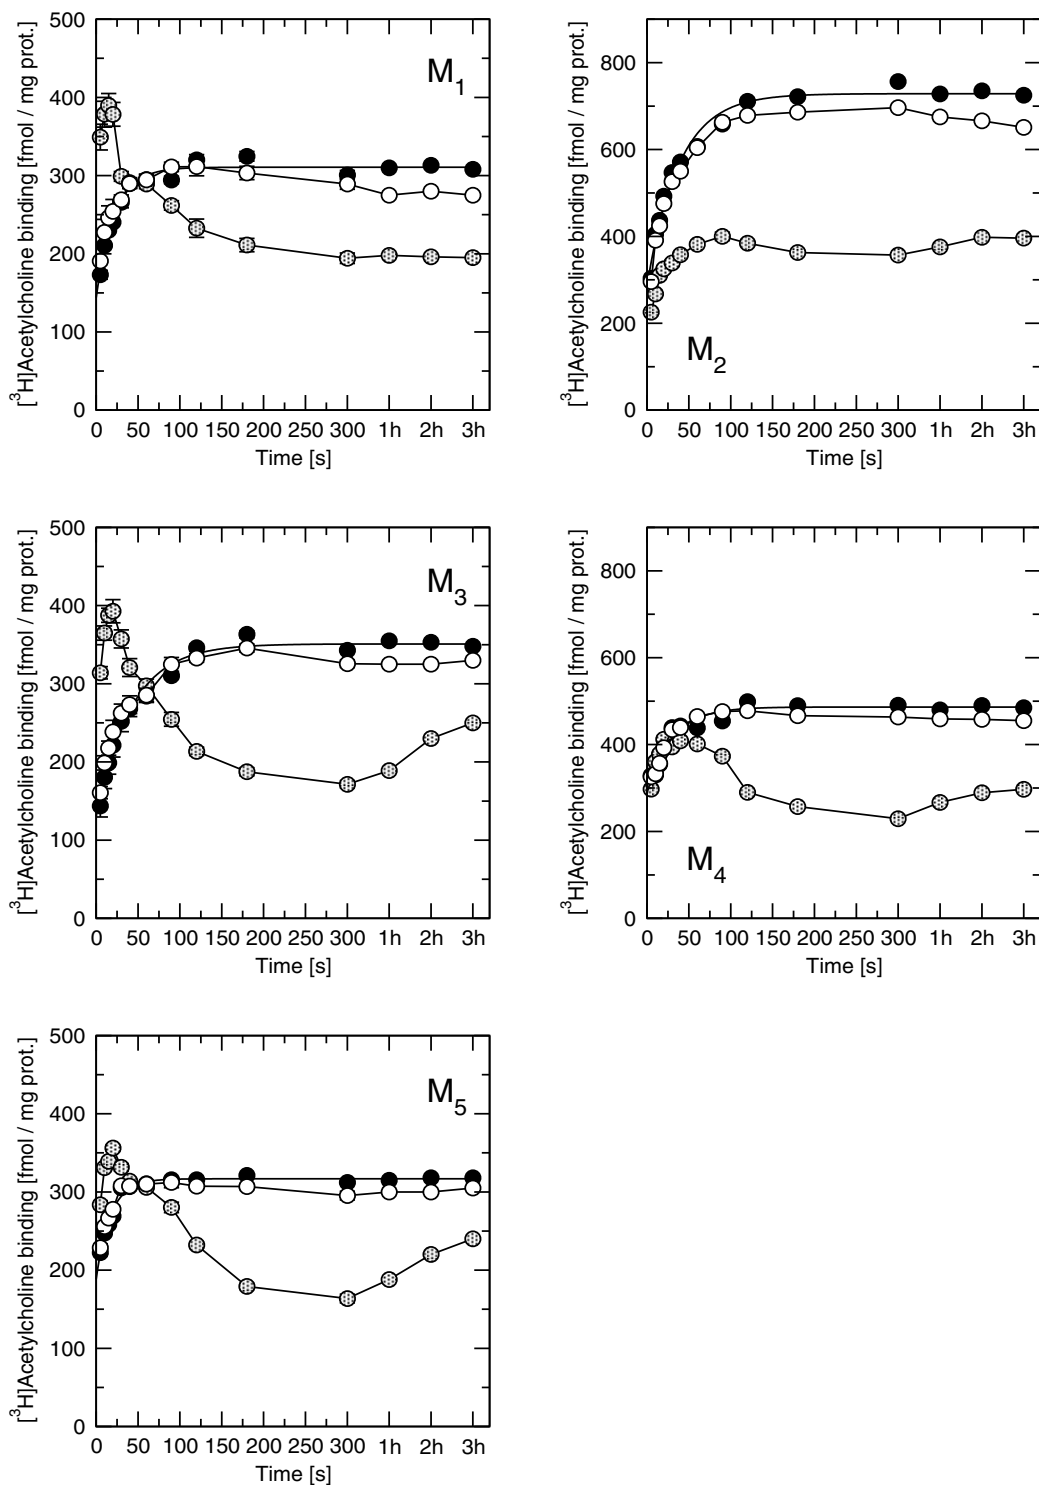 500
400
300
200
100
0
[³H]Acetylcholine binding [fmol / mg prot.]
M₁
0 50 100 150 200 250 300 1h 2h 3h
Time [s]
800
600
400
200
0
[³H]Acetylcholine binding [fmol / mg prot.]
M₂
0 50 100 150 200 250 300 1h 2h 3h
Time [s]
500
400
300
200
100
0
[³H]Acetylcholine binding [fmol / mg prot.]
M₃
0 50 100 150 200 250 300 1h 2h 3h
Time [s]
800
600
400
200
0
[³H]Acetylcholine binding [fmol / mg prot.]
M₄
0 50 100 150 200 250 300 1h 2h 3h
Time [s]
500
400
300
200
100
0
[³H]Acetylcholine binding [fmol / mg prot.]
M₅
0 50 100 150 200 250 300 1h 2h 3h
Time [s]